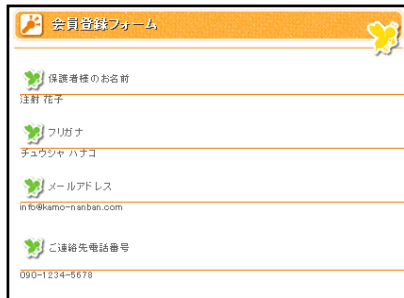 会員登録フォーム
保護者様のお名前
注射 花子
フリガナ
チュウシャ ハナコ
メールアドレス
info@kamo-nanban.com
ご連絡先電話番号
090-1234-5678